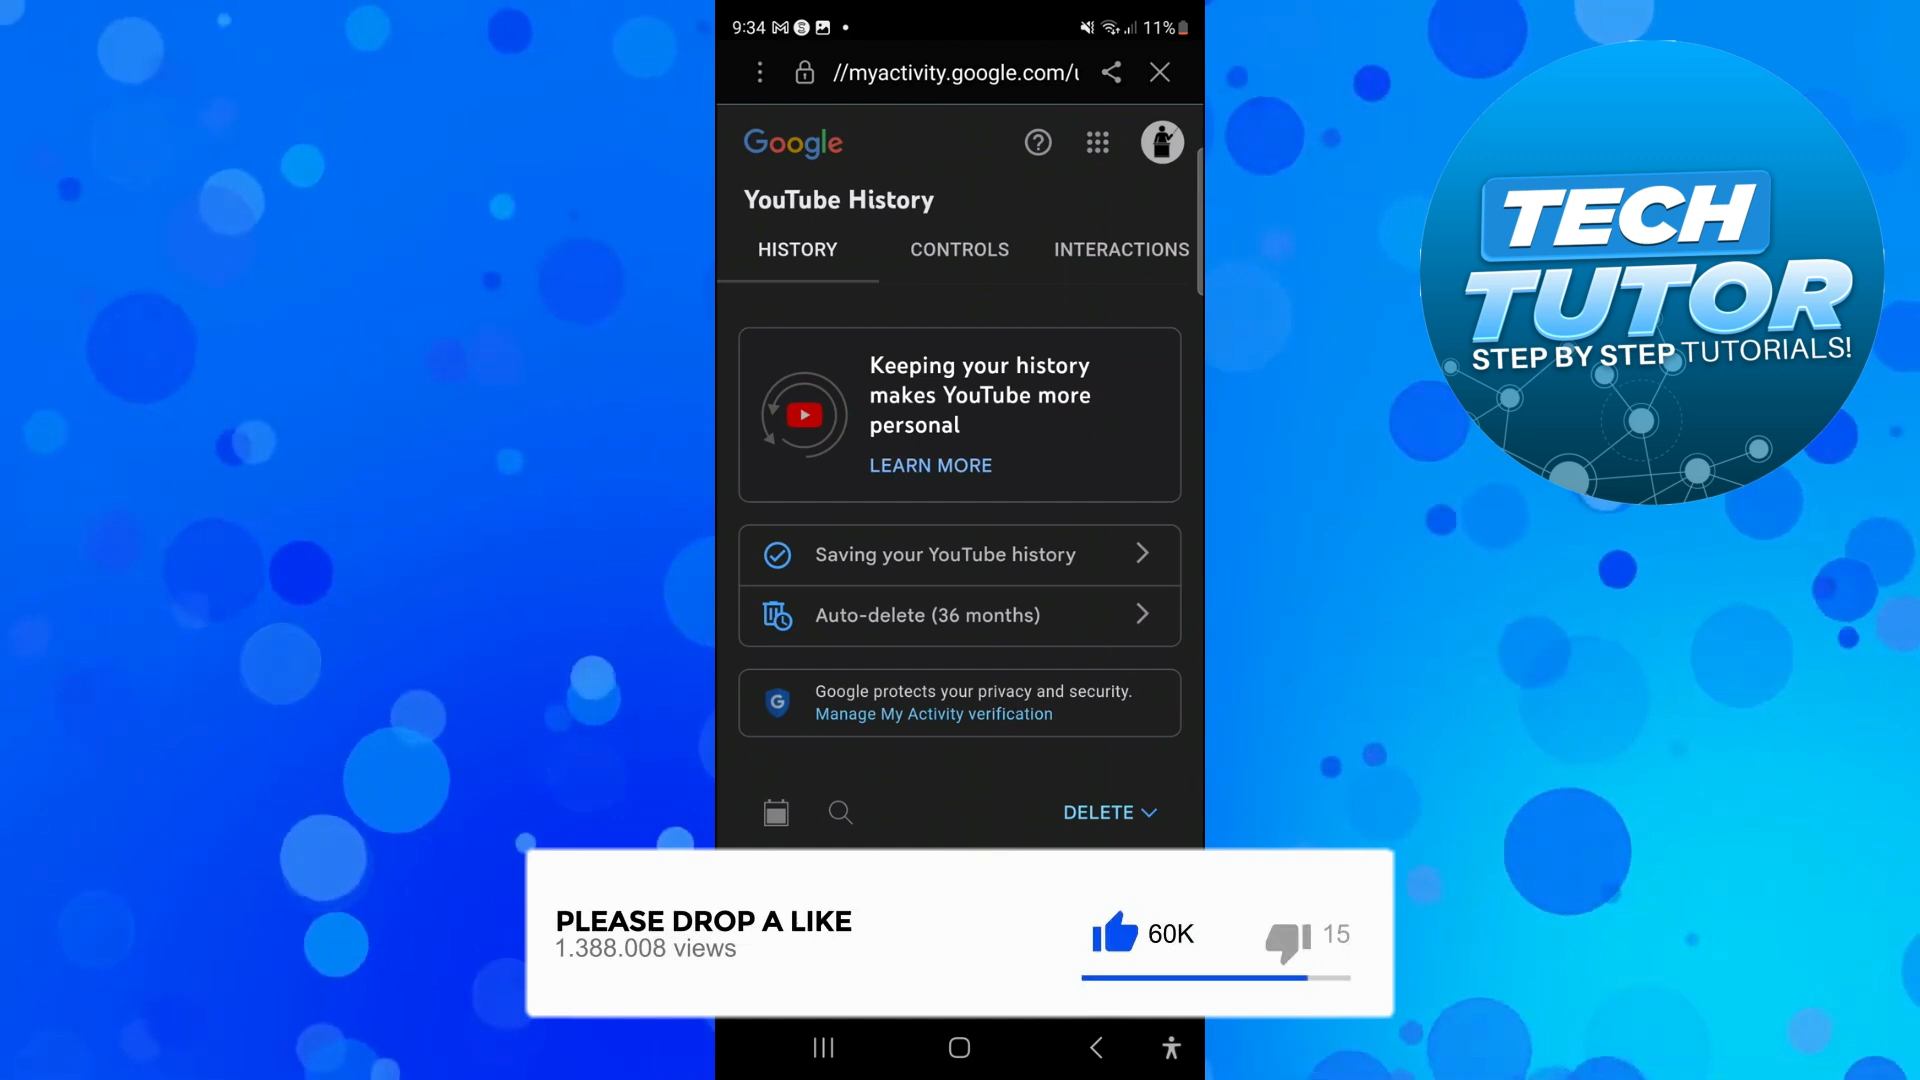 9:34
11%
//myactivity.google.com/u
Google
YouTube History
HISTORY
CONTROLS
INTERACTIONS
Keeping your history
makes YouTube more
personal
LEARN MORE
Saving your YouTube history
Auto-delete (36 months)
G
Google protects your privacy and security.
Manage My Activity verification
DELETE
PLEASE DROP A LIKE
1.388.008 views
60K
15
TECH
TUTOR
STEP BY STEP TUTORIALS!